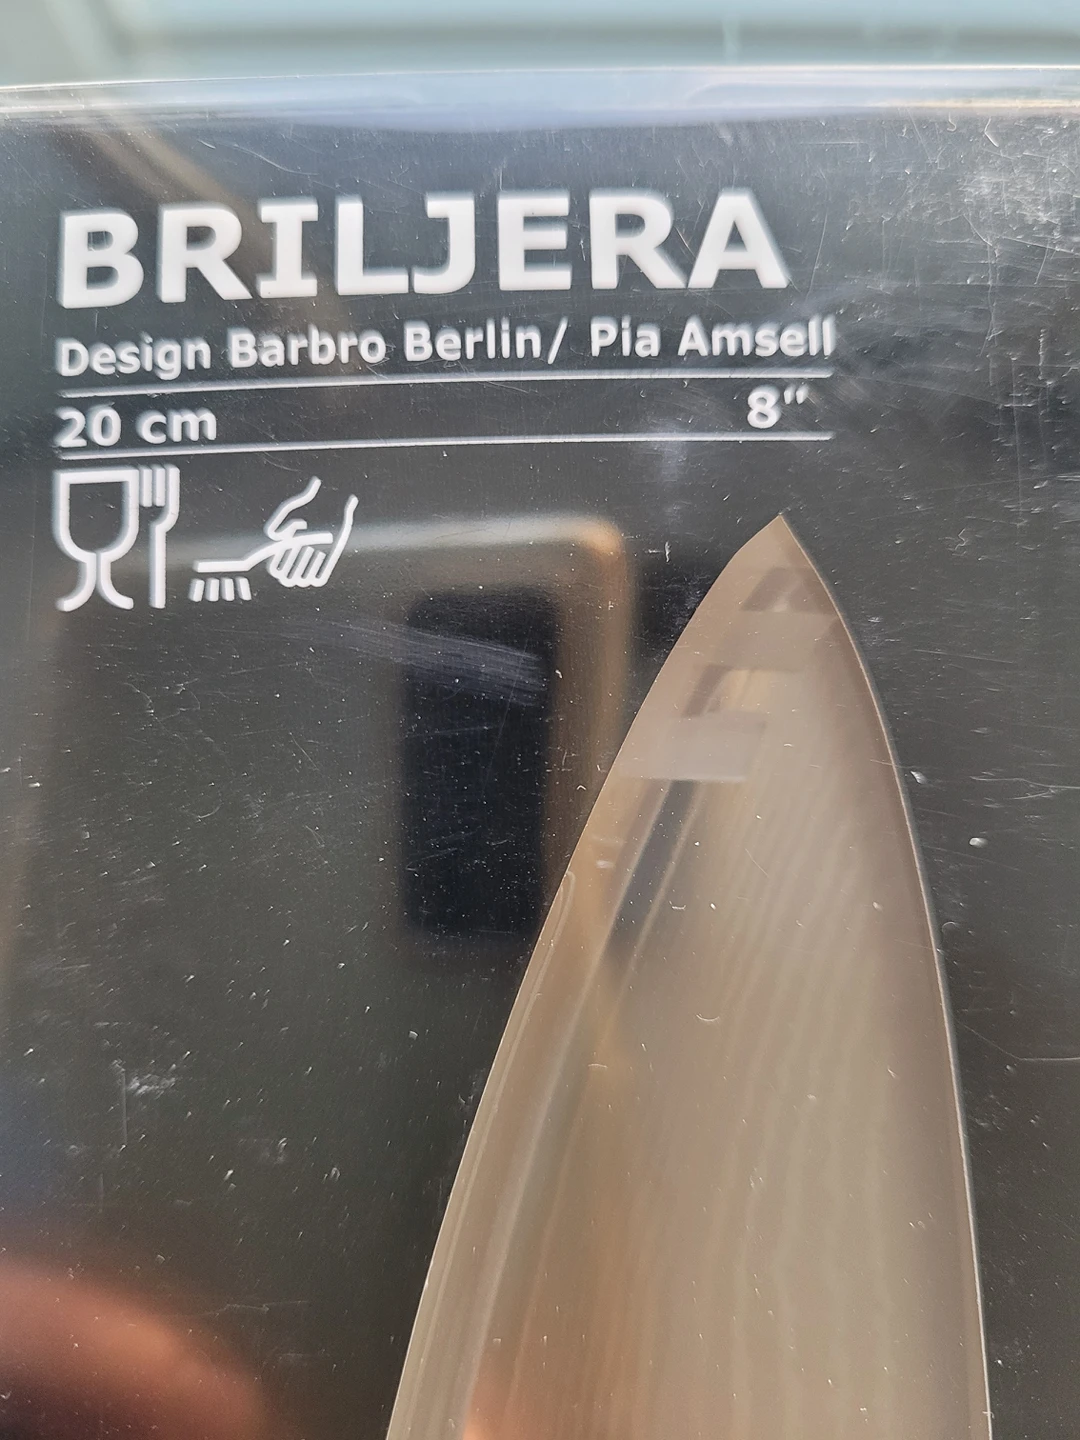 BRILJERA
Design Barbro Berlin/ Pia Amsell
20 cm 8"